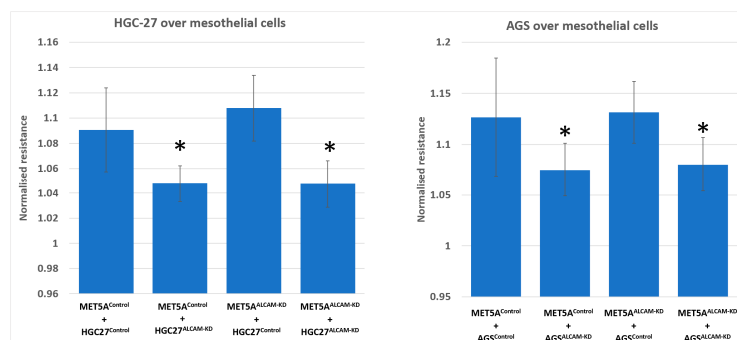 HGC-27 over mesothelial cells
Normalised resistance
1.16
1.14
1.12
1.1
1.08
1.06
1.04
1.02
1
0.98
0.96
*
*
MET5AControl
+
HGC27Control
MET5AControl
+
HGC27ALCAM-KD
MET5AALCAM-KD
+
HGC27Control
MET5AALCAM-KD
+
HGC27ALCAM-KD
AGS over mesothelial cells
Normalised resistance
1.2
1.15
1.1
1.05
1
0.95
*
*
MET5AControl
+
AGSControl
MET5AControl
+
AGSALCAM-KD
MET5AALCAM-KD
+
AGSControl
MET5AALCAM-KD
+
AGSALCAM-KD